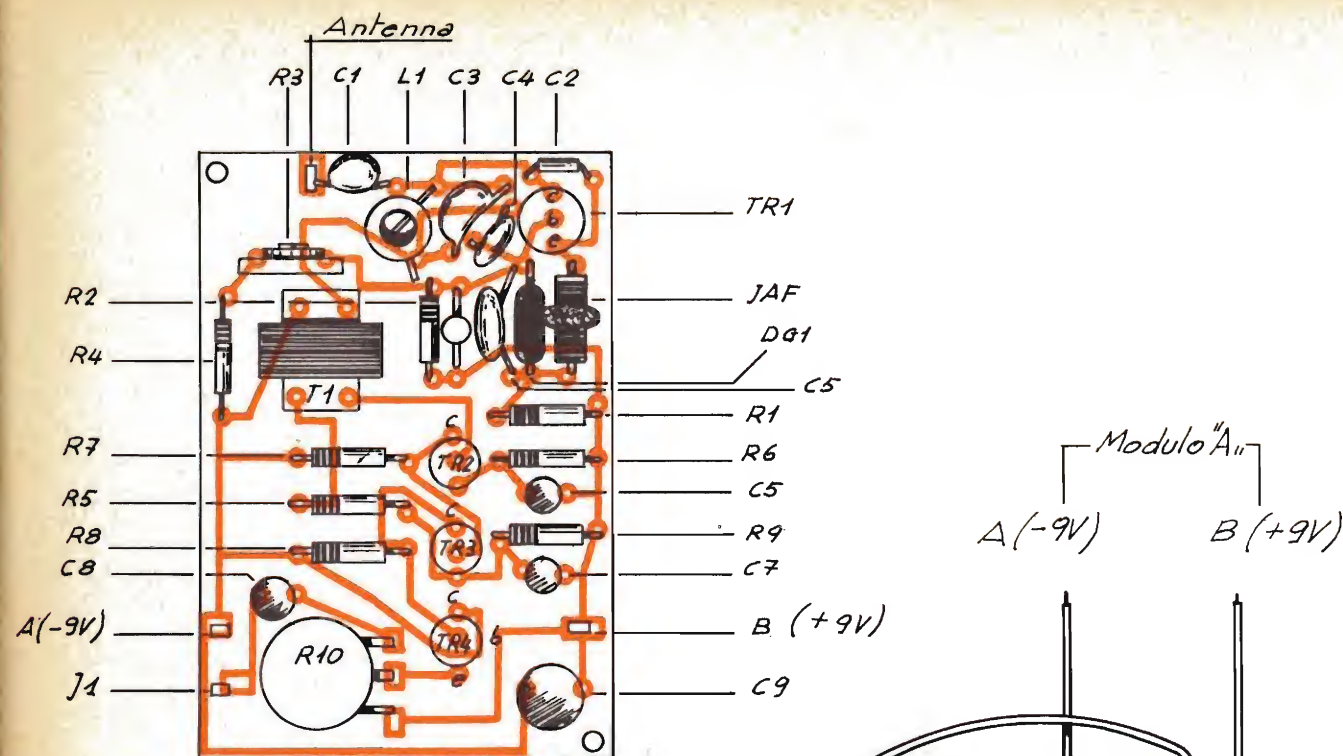 Antenna
R3 C1 L1 C3 C4 C2
TR1
R2
JAF
DG1
R4
C5
T1
R1
R7
c
TR2
R6
C5
R5
c
R8
TR3
R9
C8
C7
c
A(-9V)
TR4
b
B (+9V)
R10
e
J1
C9
c
b
c
Modulo "A"
A (-9V) B (+9V)